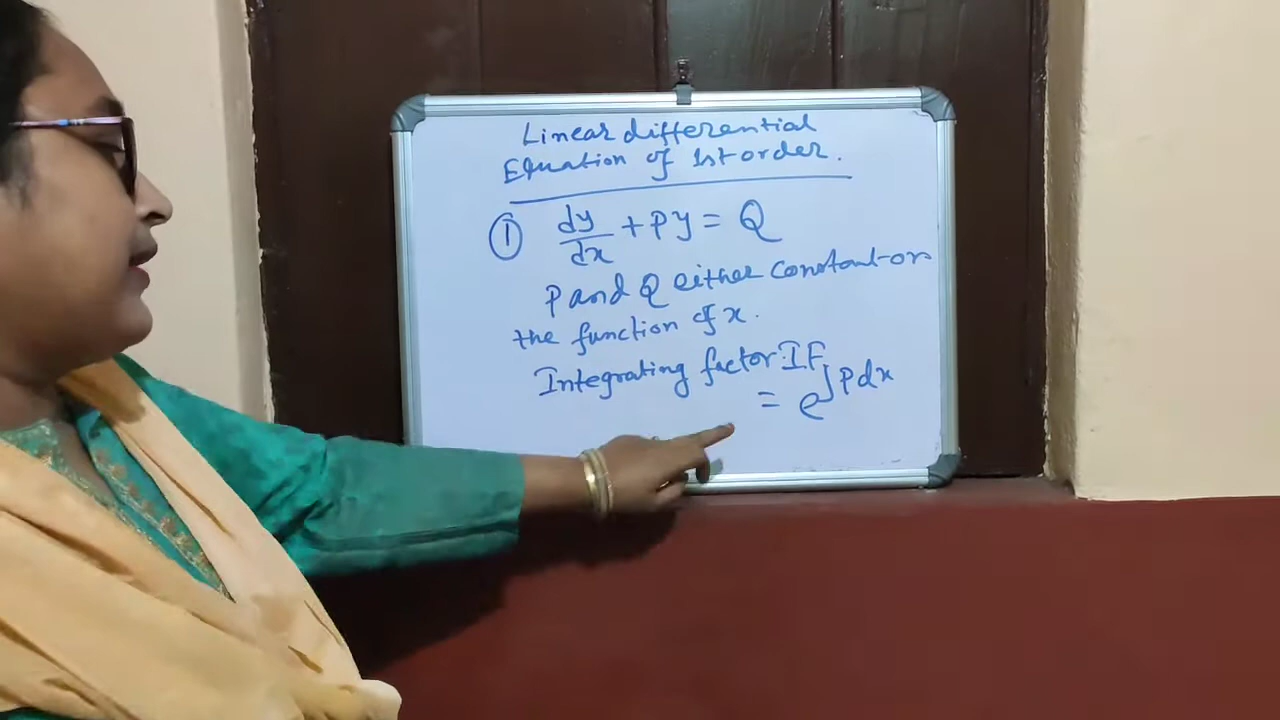 Linear differential
Equation of 1st order.
① dy/dx + Py = Q
P and Q either constant or
the function of x.
Integrating factor IF
= e^∫Pdx